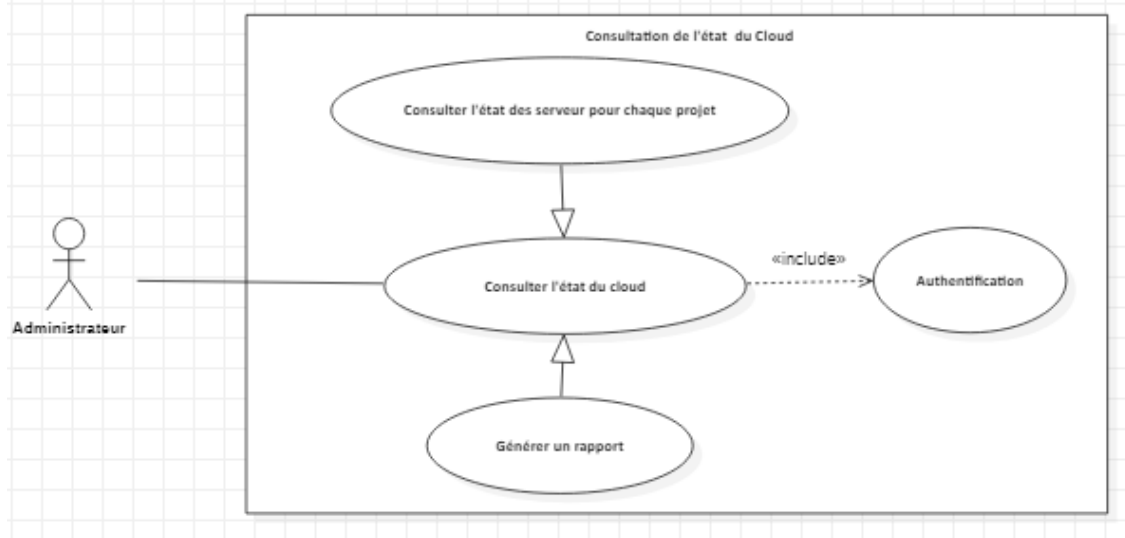 Consultation de l'état du Cloud
Consulter l'état des serveur pour chaque projet
«include»
Consulter l'état du cloud
Authentification
Administrateur
Générer un rapport